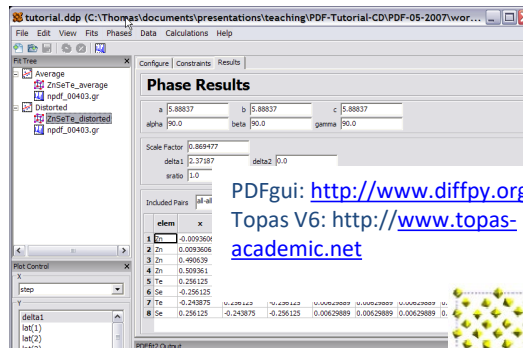 tutorial.ddp (C:\Thomas\documents\presentations\teaching\PDF-Tutorial-CD\PDF-05-2007\wor...
File Edit View Fits Phases Data Calculations Help
Fit Tree
Average
ZnSeTe_average
npdf_00403.gr
Distorted
ZnSeTe_distorted
npdf_00403.gr
Configure Constraints Results
Phase Results
a 5.88837 b 5.88837 c 5.88837
alpha 90.0 beta 90.0 gamma 90.0
Scale Factor 0.869477
delta1 2.37187 delta2 0.0
sratio 1.0
Included Pairs all-all
PDFgui: http://www.diffpy.org
Topas V6: http://www.topas-
academic.net
elem x
1 Zn -0.0093606
2 Zn 0.0093606
3 Zn 0.490639
4 Zn 0.509361
5 Te 0.256125
6 Se -0.256125
7 Te -0.243875 0.256125 -0.256125 0.00629889 0.00629889 0.00629889 0.
8 Se 0.256125 -0.243875 -0.256125 0.00629889 0.00629889 0.00629889 0.
Plot Control
X
step
Y
delta1
lat(1)
lat(2)
PDFfit2 Output